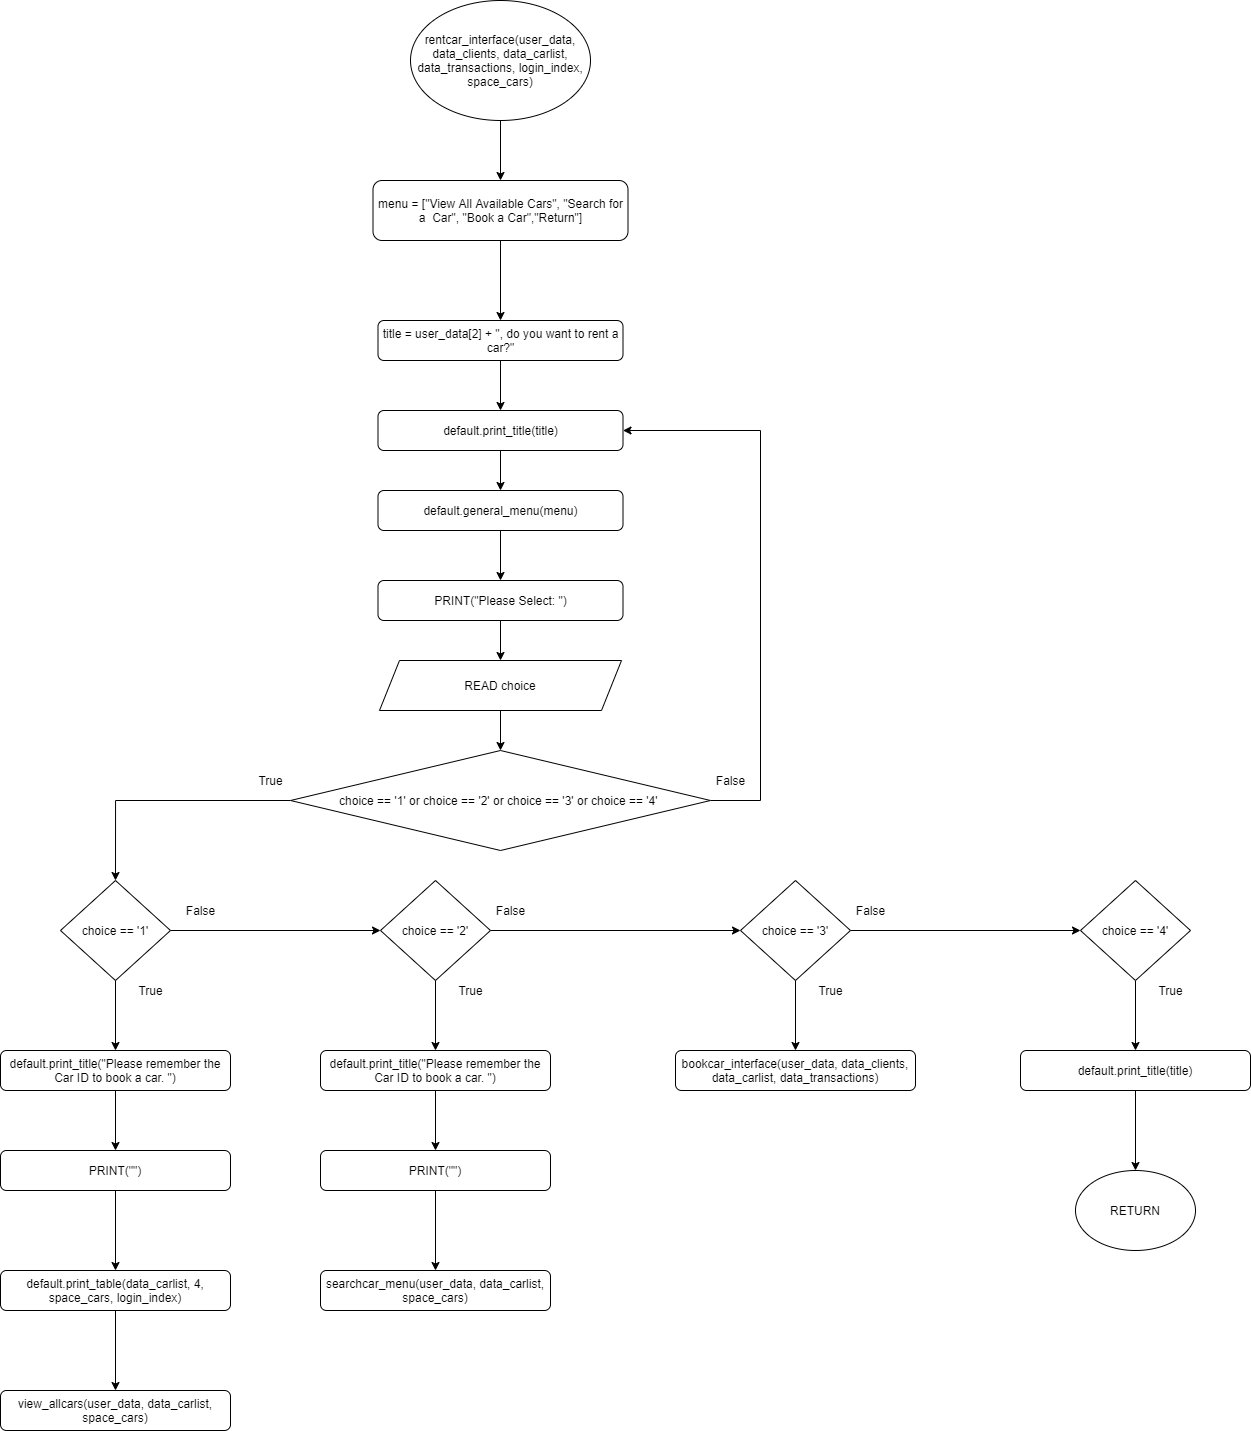 rentcar_interface(user_data,
data_clients, data_carlist,
data_transactions, login_index,
space_cars)
menu = ["View All Available Cars", "Search for
a  Car", "Book a Car","Return"]
title = user_data[2] + ", do you want to rent a
car?"
default.print_title(title)
default.general_menu(menu)
PRINT("Please Select: ")
READ choice
True
False
choice == '1' or choice == '2' or choice == '3' or choice == '4'
choice == '1'
False
choice == '2'
False
choice == '3'
False
choice == '4'
True
True
True
True
default.print_title("Please remember the
Car ID to book a car. ")
default.print_title("Please remember the
Car ID to book a car. ")
bookcar_interface(user_data, data_clients,
data_carlist, data_transactions)
default.print_title(title)
PRINT("")
PRINT("")
RETURN
default.print_table(data_carlist, 4,
space_cars, login_index)
searchcar_menu(user_data, data_carlist,
space_cars)
view_allcars(user_data, data_carlist,
space_cars)